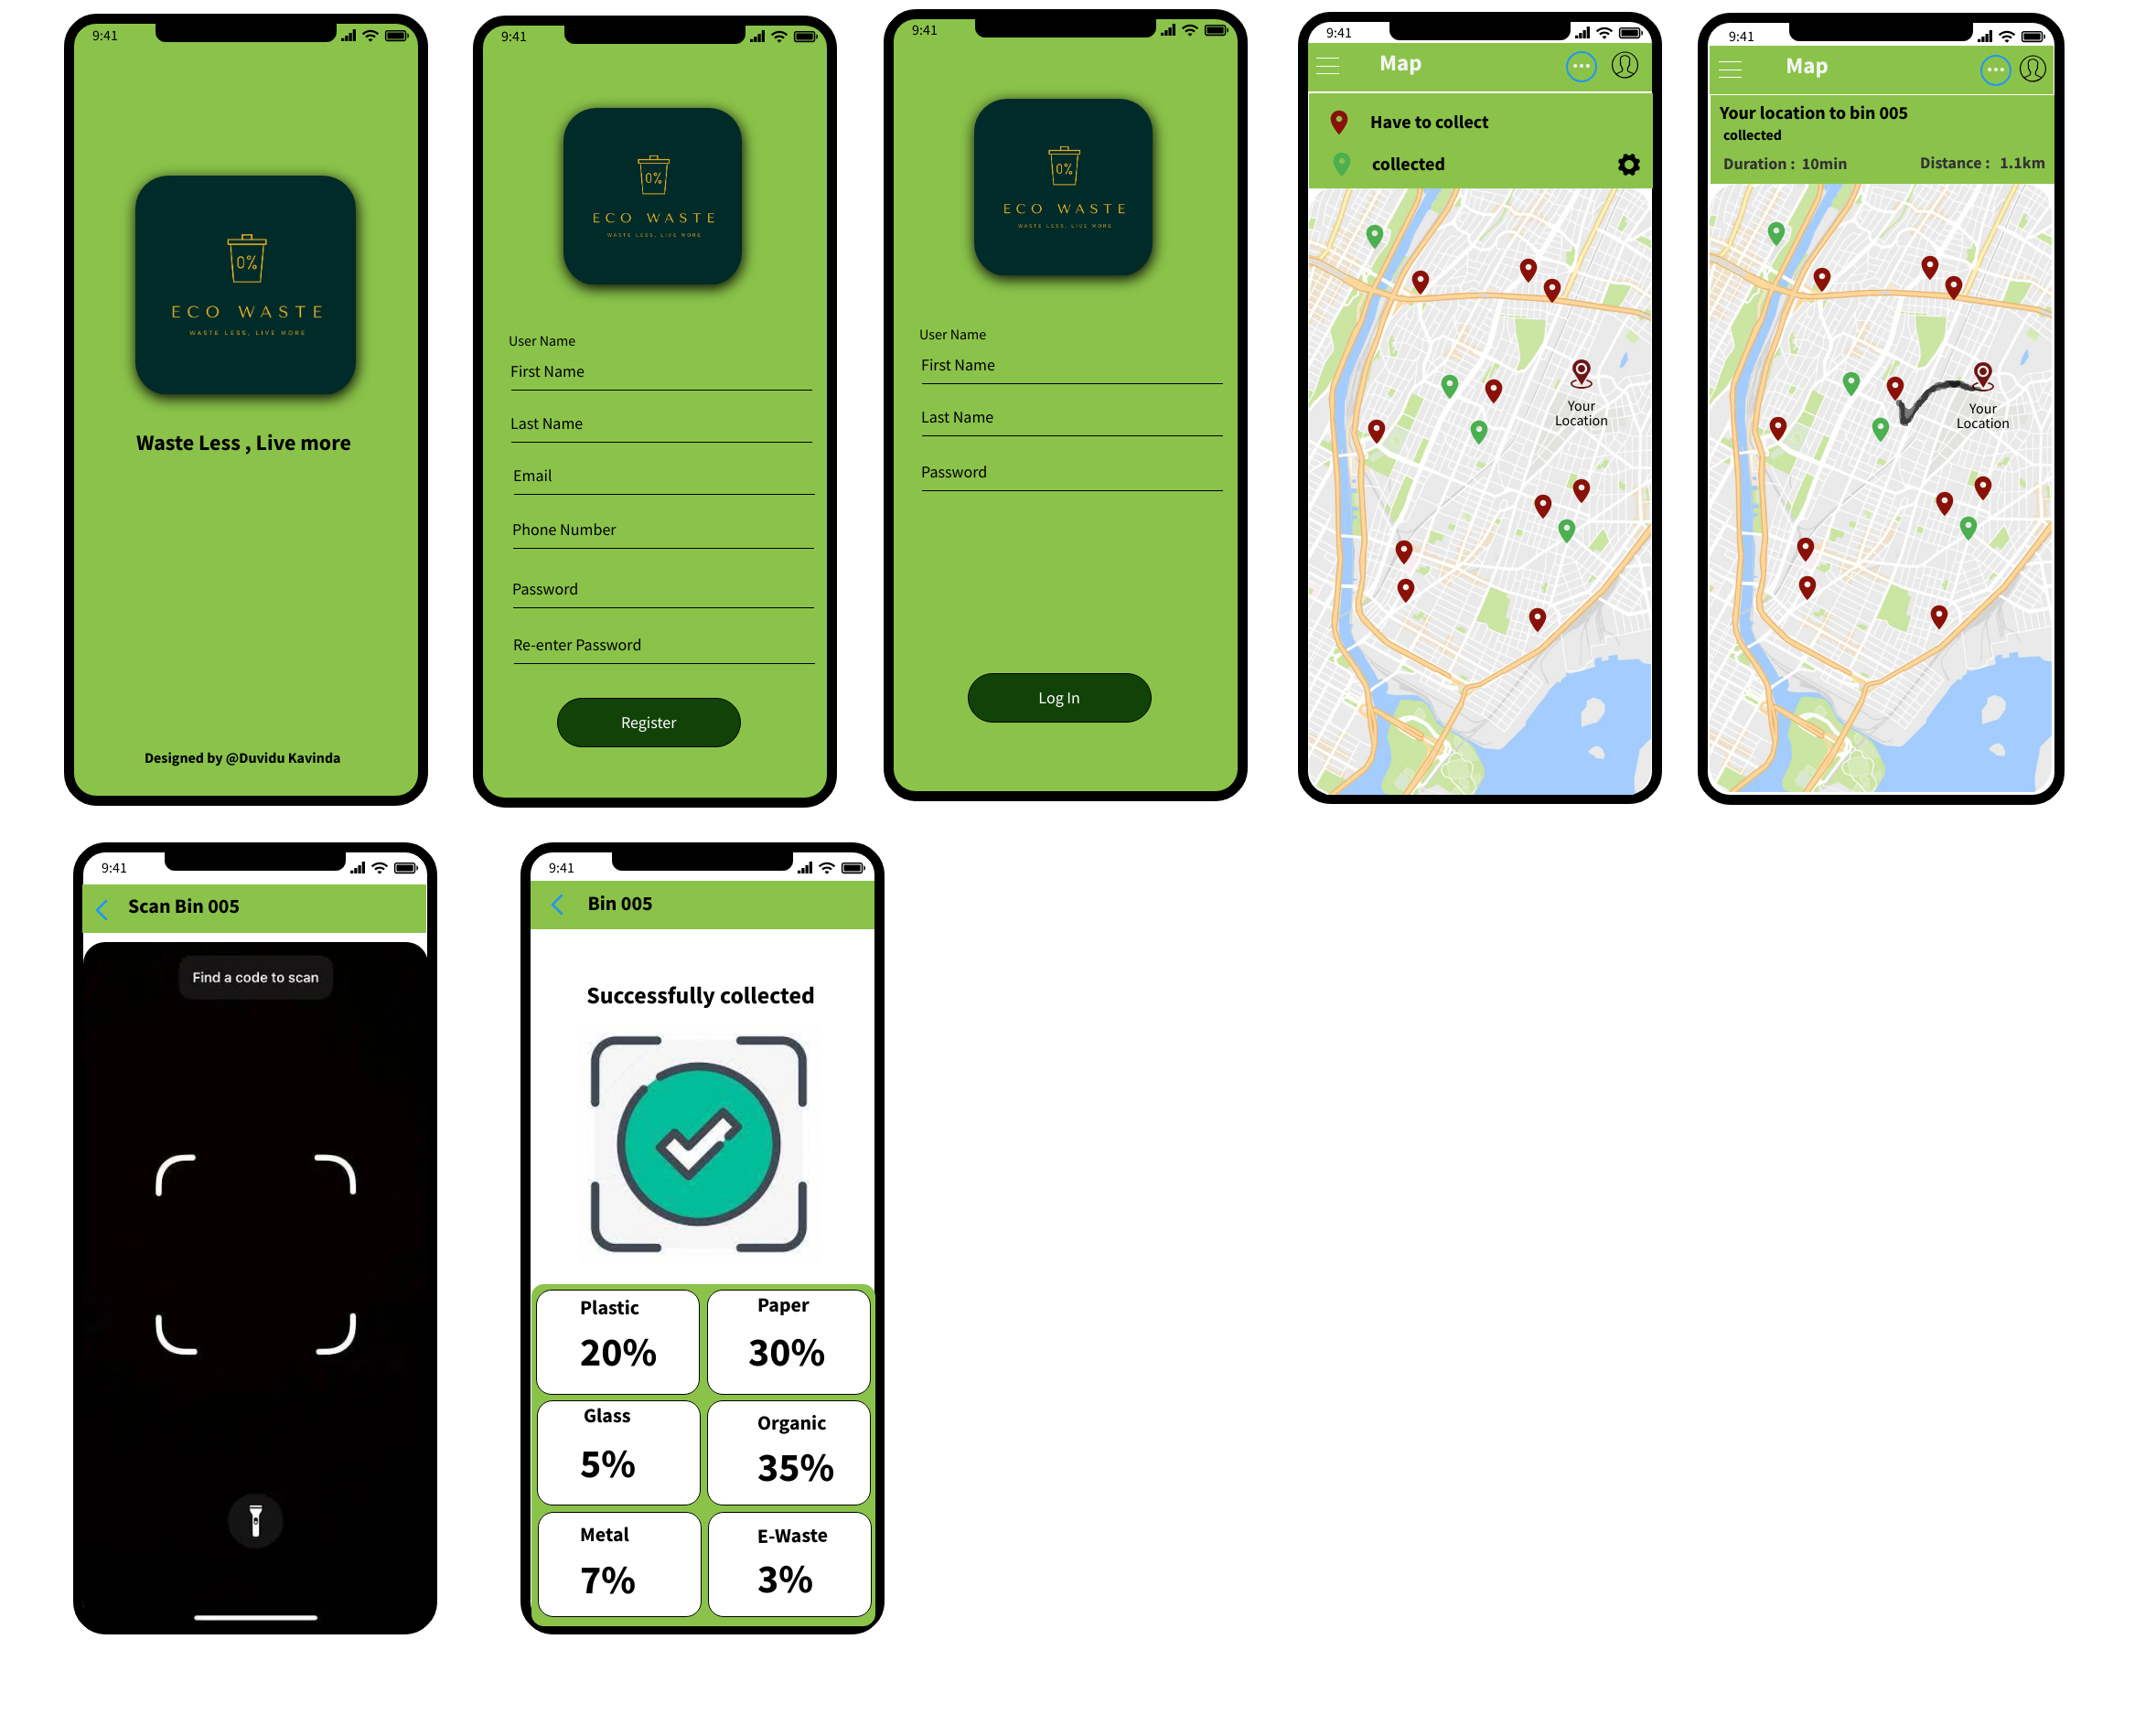 9:41
0%
ECO WASTE
WASTE LESS, LIVE MORE
Waste Less , Live more
Designed by @Duvidu Kavinda
9:41
0%
ECO WASTE
WASTE LESS, LIVE MORE
User Name
First Name
Last Name
Email
Phone Number
Password
Re-enter Password
Register
9:41
0%
ECO WASTE
WASTE LESS, LIVE MORE
User Name
First Name
Last Name
Password
Log In
9:41
Map
Have to collect
collected
Your
Location
9:41
Map
Your location to bin 005
collected
Duration : 10min Distance : 1.1km
Your
Location
9:41
Scan Bin 005
Find a code to scan
9:41
Bin 005
Successfully collected
Plastic
20%
Paper
30%
Glass
5%
Organic
35%
Metal
7%
E-Waste
3%